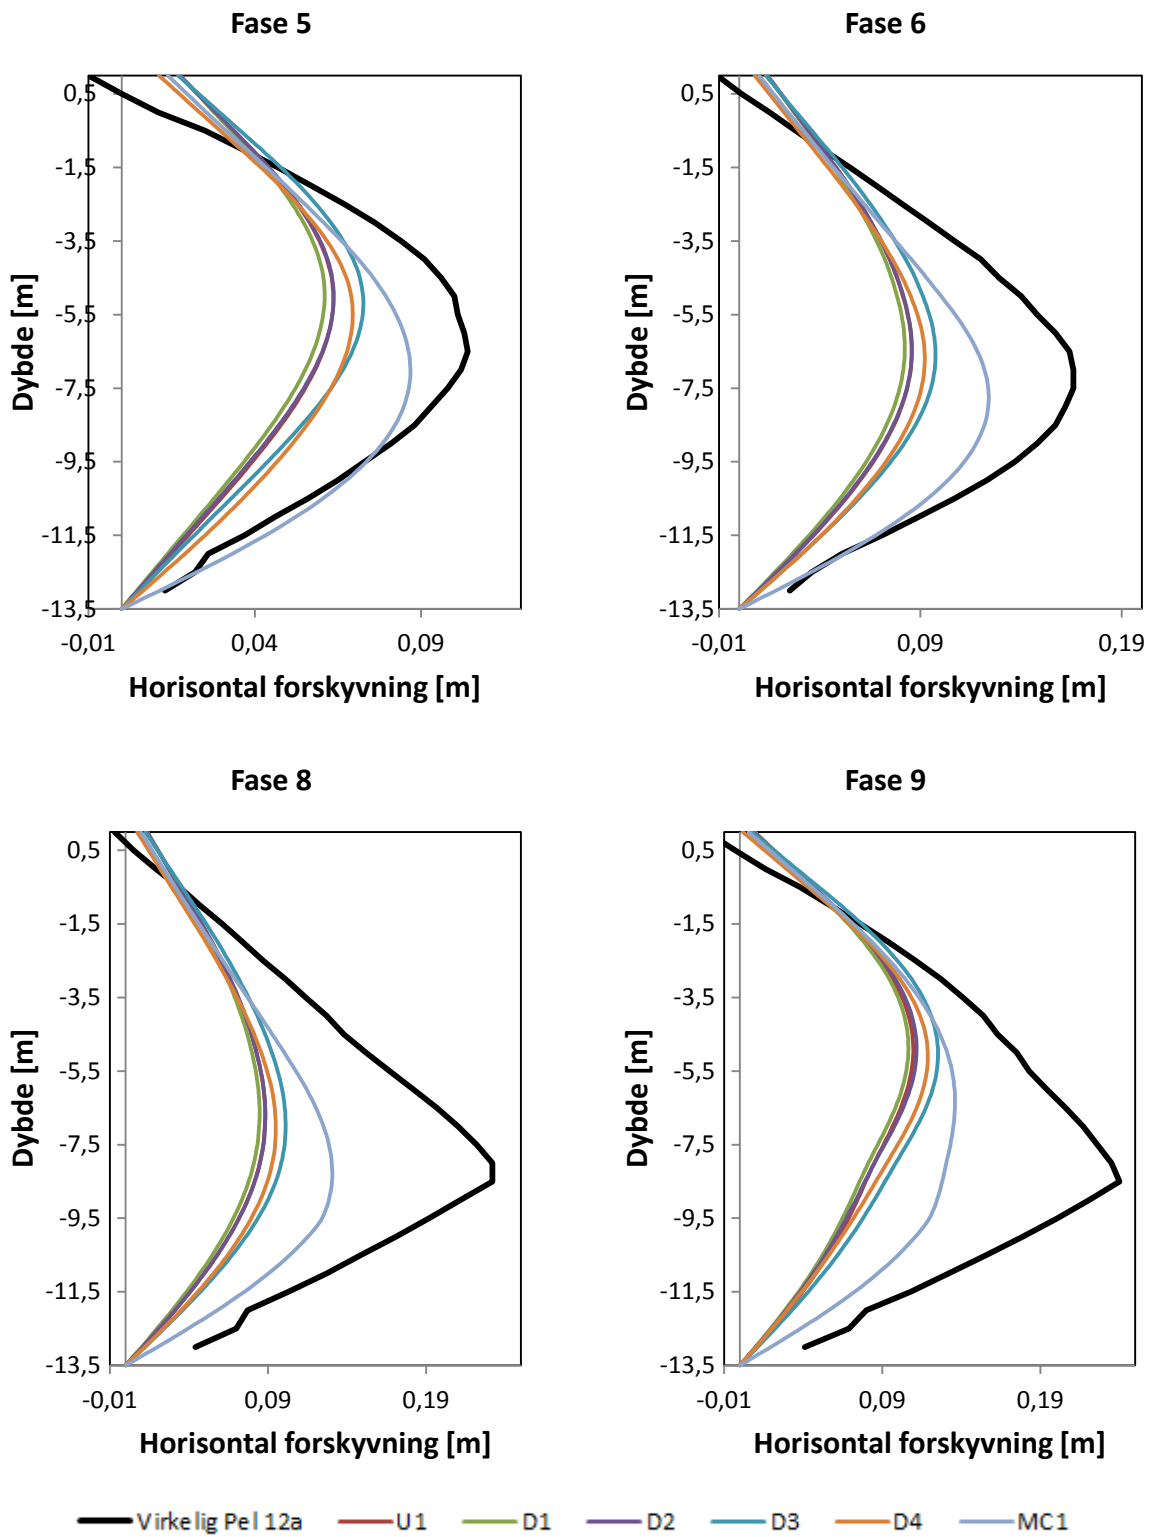 Fase 5
0,5
-1,5
-3,5
-5,5
-7,5
-9,5
-11,5
-13,5
Dybde [m]
-0,01 0,04 0,09
Horisontal forskyvning [m]
Fase 6
0,5
-1,5
-3,5
-5,5
-7,5
-9,5
-11,5
-13,5
Dybde [m]
-0,01 0,09 0,19
Horisontal forskyvning [m]
Fase 8
0,5
-1,5
-3,5
-5,5
-7,5
-9,5
-11,5
-13,5
Dybde [m]
-0,01 0,09 0,19
Horisontal forskyvning [m]
Fase 9
0,5
-1,5
-3,5
-5,5
-7,5
-9,5
-11,5
-13,5
Dybde [m]
-0,01 0,09 0,19
Horisontal forskyvning [m]
Virkelig Pel 12a U1 D1 D2 D3 D4 MC1